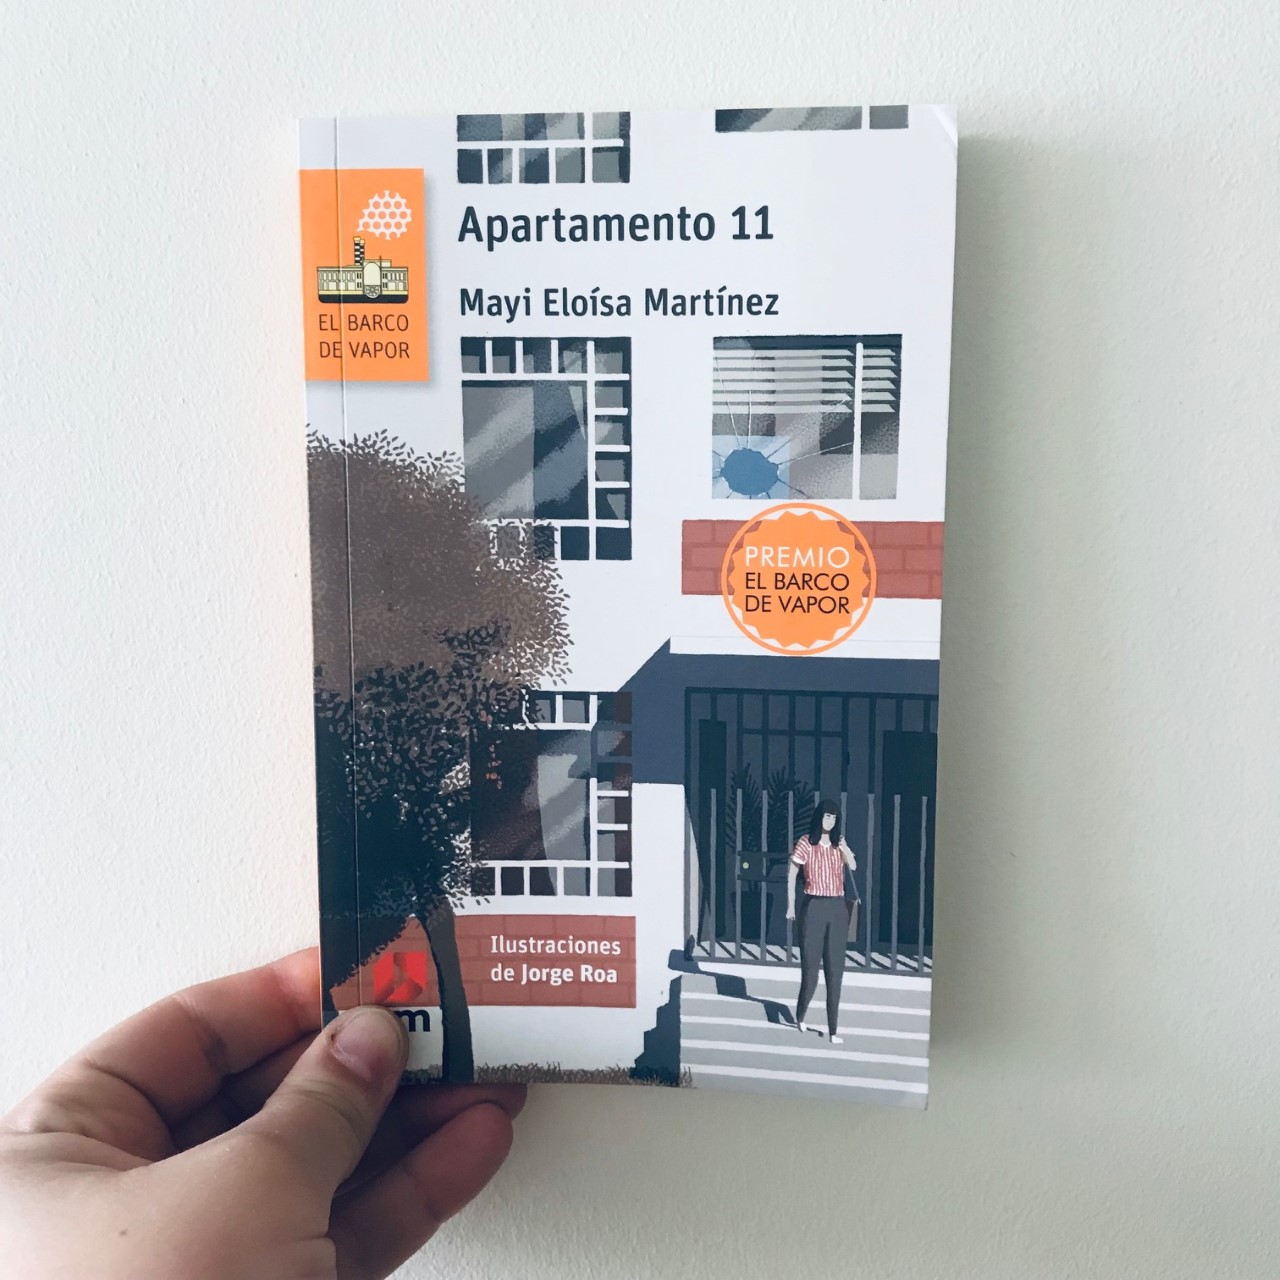 Apartamento 11
Mayi Eloísa Martínez
EL BARCO
DE VAPOR
PREMIO
EL BARCO
DE VAPOR
Ilustraciones
de Jorge Roa